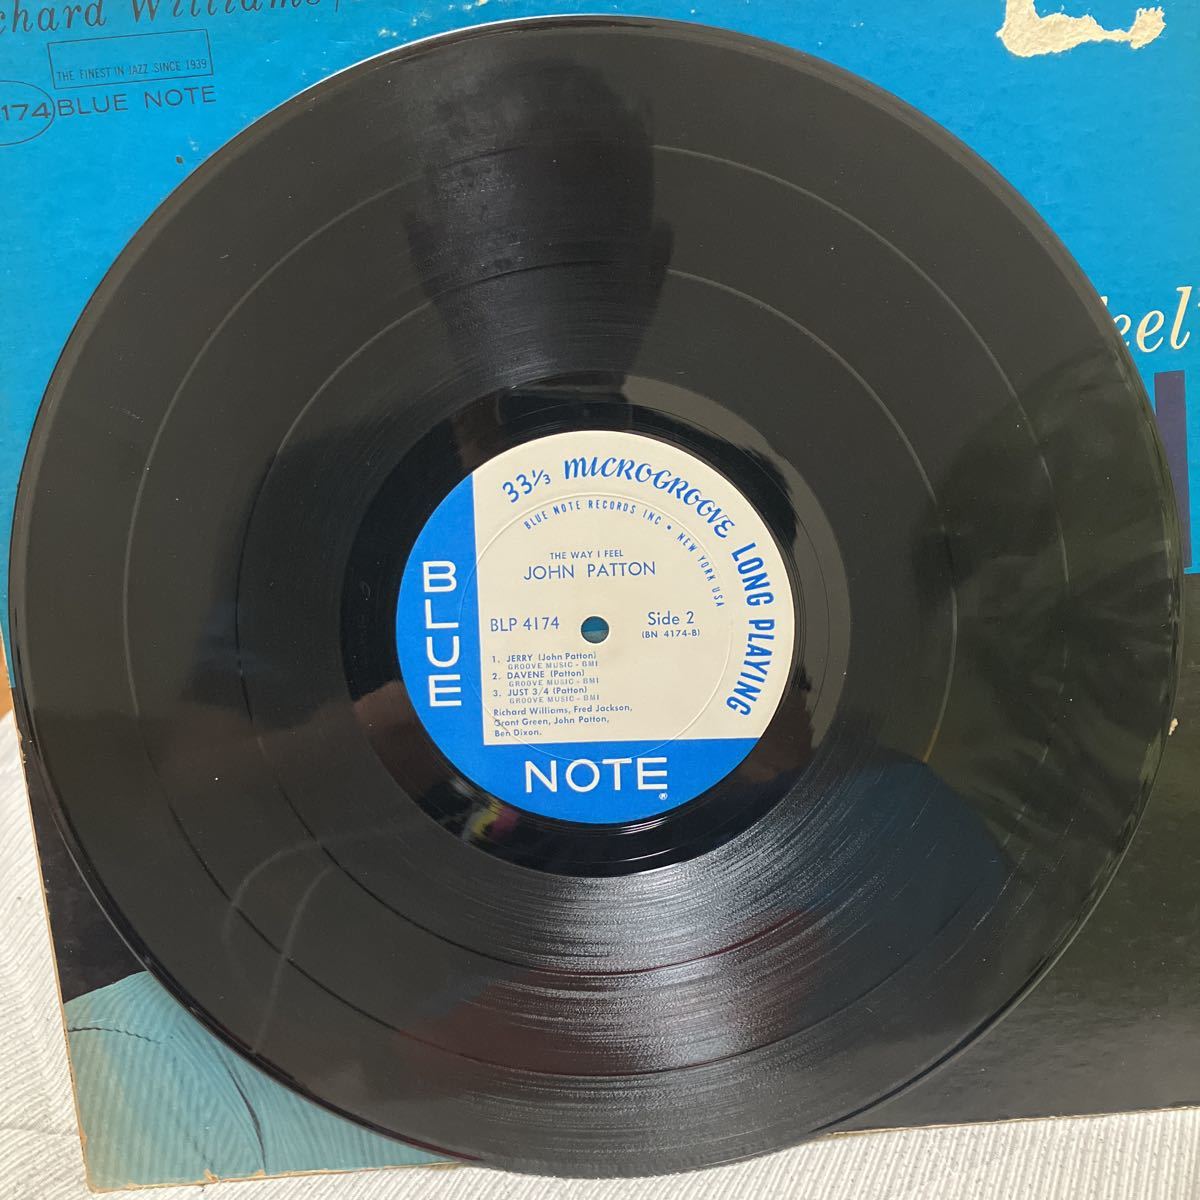 chard Williams/
THE FINEST IN JAZZ SINCE 1939
174 BLUE NOTE
eel
33⅓ MICROGROOVE LONG PLAYING
BLUE NOTE RECORDS INC • NEW YORK USA
THE WAY I FEEL
JOHN PATTON
BLP 4174
Side 2
(BN 4174-B)
1. JERRY (John Patton)
GROOVE MUSIC - BMI
2. DAVENE (Patton)
GROOVE MUSIC - BMI
3. JUST 3/4 (Patton)
GROOVE MUSIC - BMI
Richard Williams, Fred Jackson,
Grant Green, John Patton,
Ben Dixon.
BLUE
NOTE®